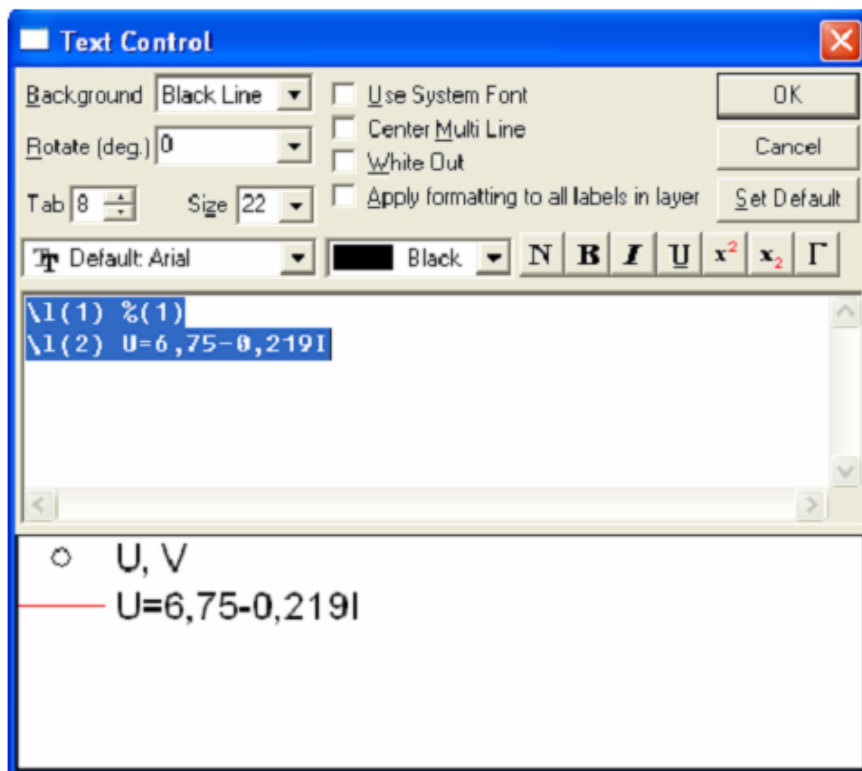 Text Control
Background Black Line Use System Font OK
Center Multi Line
Rotate (deg.) 0 White Out Cancel
Tab 8 Size 22 Apply formatting to all labels in layer Set Default
Default: Arial Black N B I U x² x₂ Γ
\l(1) %(1)
\l(2) U=6,75-0,219I
U, V
U=6,75-0,219I